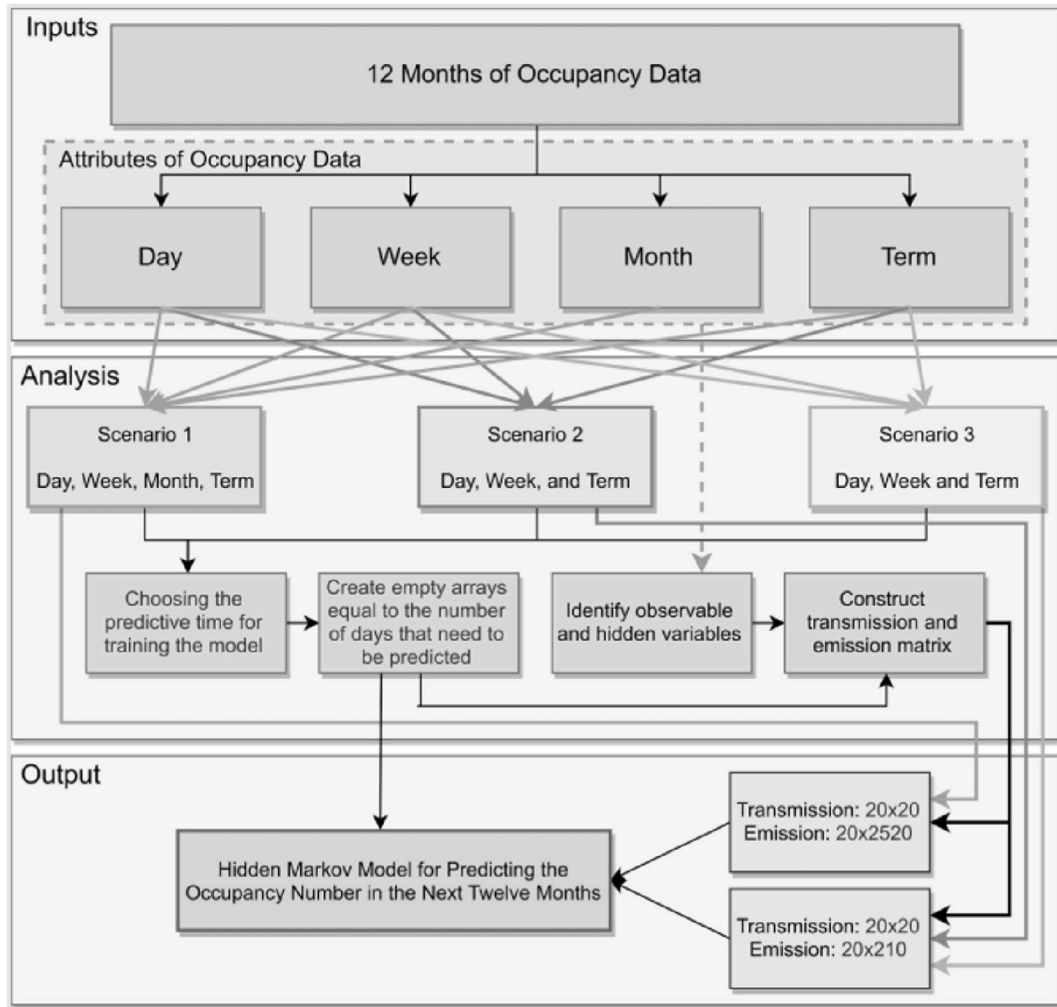 Inputs
12 Months of Occupancy Data
Attributes of Occupancy Data
Day
Week
Month
Term
Analysis
Scenario 1
Day, Week, Month, Term
Scenario 2
Day, Week, and Term
Scenario 3
Day, Week and Term
Choosing the
predictive time for
training the model
Create empty arrays
equal to the number
of days that need to
be predicted
Identify observable
and hidden variables
Construct
transmission and
emission matrix
Output
Hidden Markov Model for Predicting the
Occupancy Number in the Next Twelve Months
Transmission: 20x20
Emission: 20x2520
Transmission: 20x20
Emission: 20x210